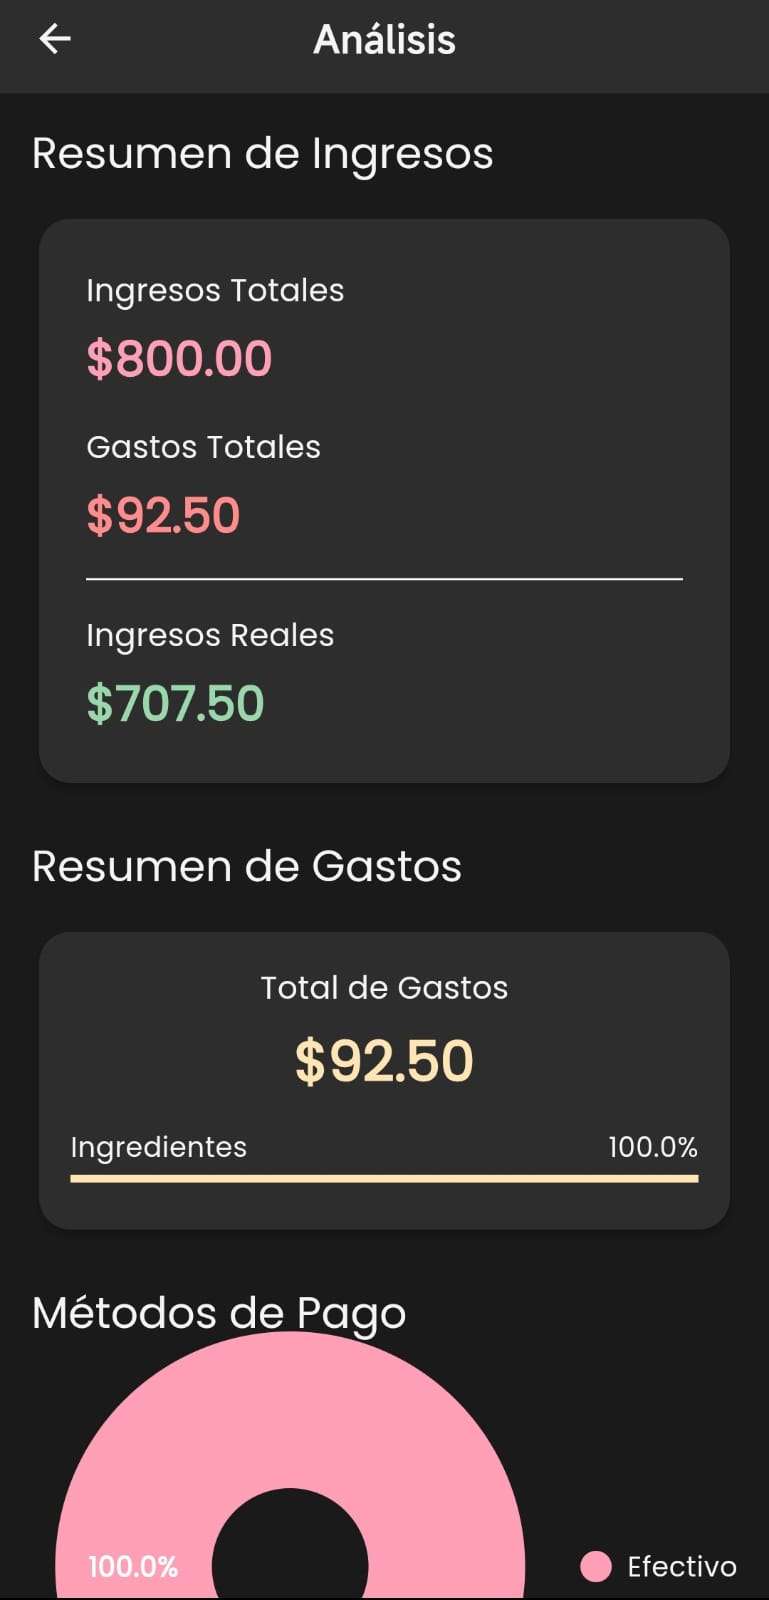 Análisis
Resumen de Ingresos
Ingresos Totales
$800.00
Gastos Totales
$92.50
Ingresos Reales
$707.50
Resumen de Gastos
Total de Gastos
$92.50
Ingredientes 100.0%
Métodos de Pago
100.0% Efectivo